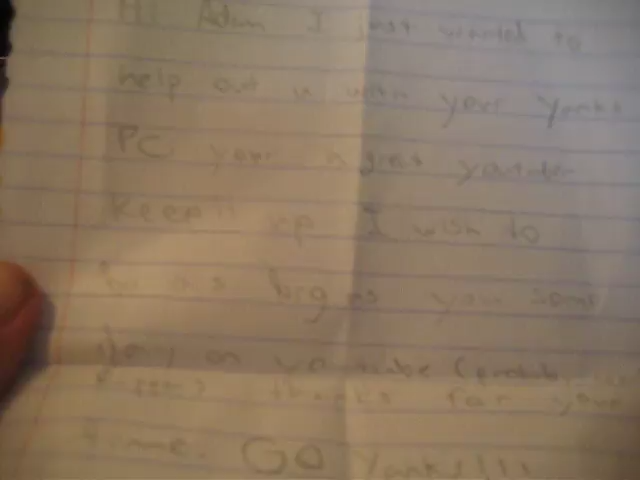 Hi Adam I just wanted to
help out u with your Yanks
PC your a great youtuber
Keep it up I wish to
be as big as you some
day on youtube (
thanks for your
time. GO Yanks!!!!